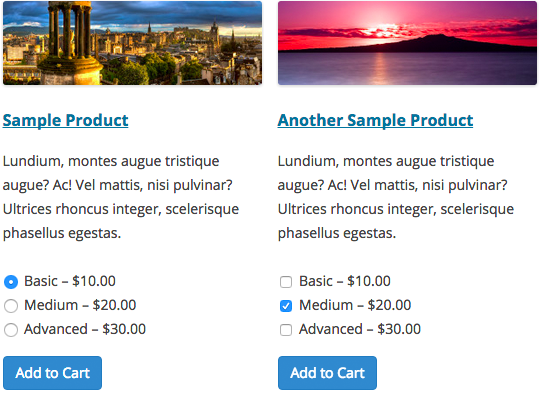 Sample Product
Lundium, montes augue tristique
augue? Ac! Vel mattis, nisi pulvinar?
Ultrices rhoncus integer, scelerisque
phasellus egestas.
Basic – $10.00
Medium – $20.00
Advanced – $30.00
Add to Cart
Another Sample Product
Lundium, montes augue tristique
augue? Ac! Vel mattis, nisi pulvinar?
Ultrices rhoncus integer, scelerisque
phasellus egestas.
Basic – $10.00
Medium – $20.00
Advanced – $30.00
Add to Cart